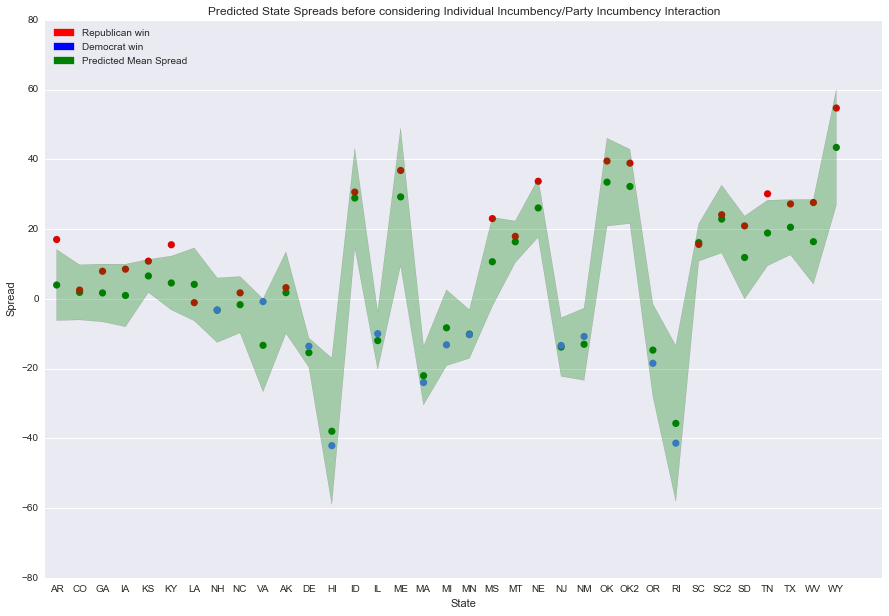 Predicted State Spreads before considering Individual Incumbency/Party Incumbency Interaction
80
60
40
20
0
−20
−40
−60
−80
Spread
Republican win
Democrat win
Predicted Mean Spread
AR CO GA IA KS KY LA NH NC VA AK DE HI ID IL ME MA MI MN MS MT NE NJ NM OK OK2 OR RI SC SC2 SD TN TX WV WY
State